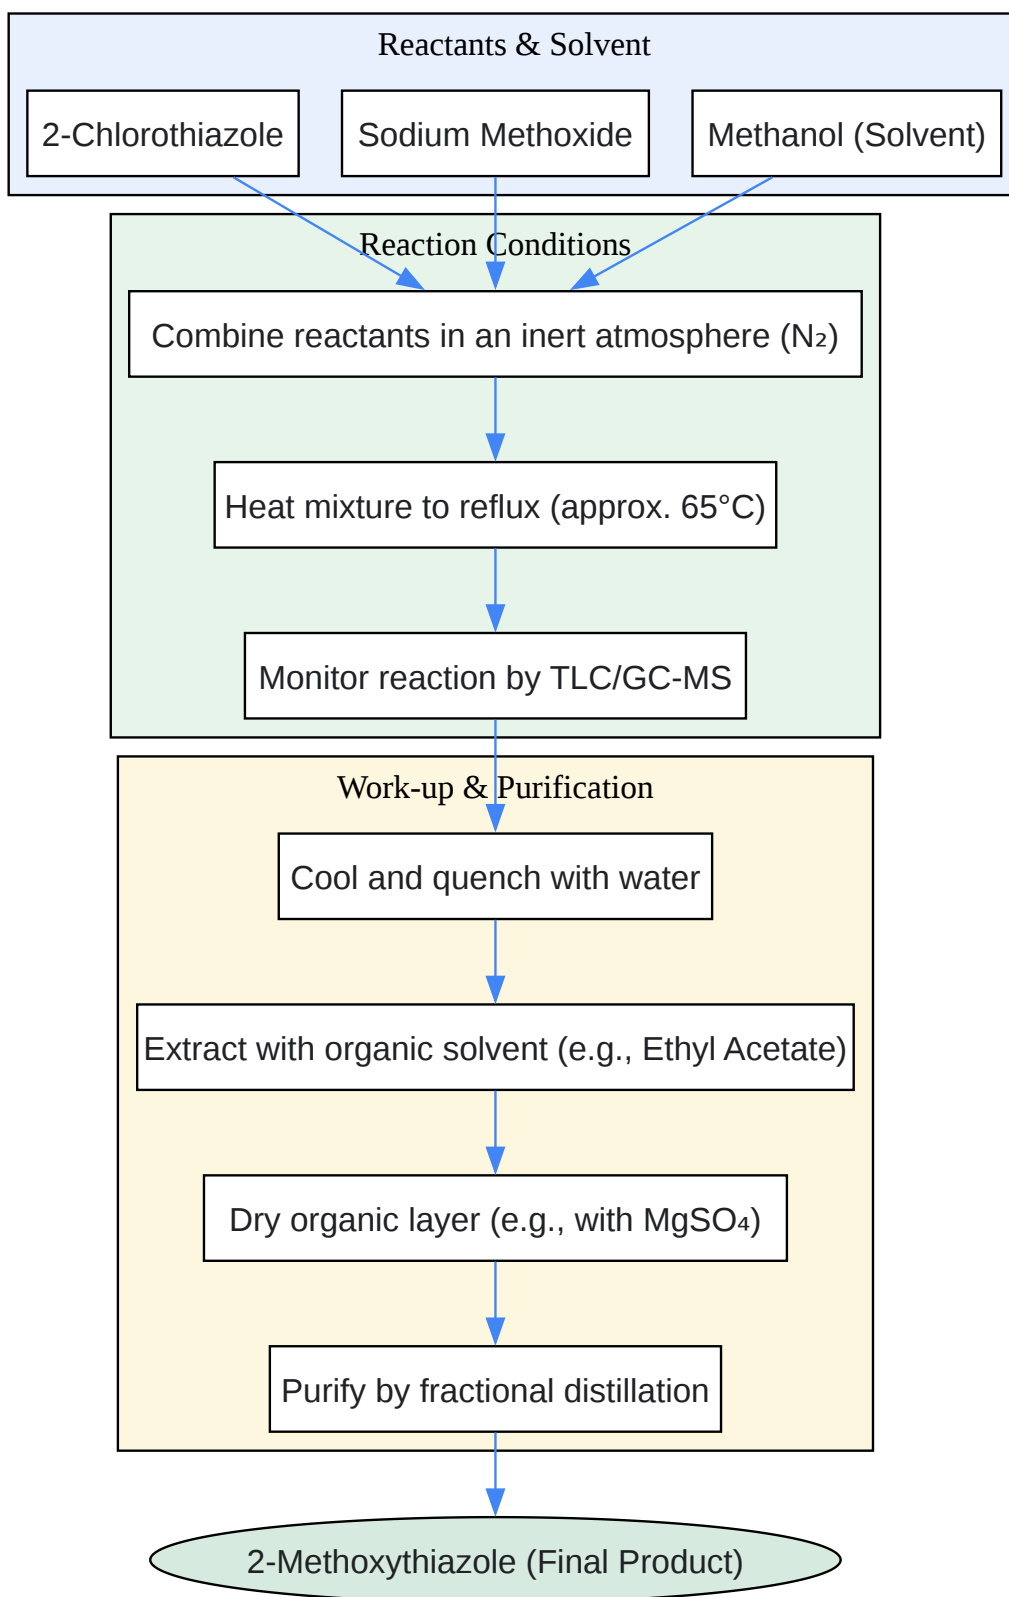 Reactants & Solvent
2-Chlorothiazole
Sodium Methoxide
Methanol (Solvent)
Reaction Conditions
Combine reactants in an inert atmosphere (N₂)
Heat mixture to reflux (approx. 65°C)
Monitor reaction by TLC/GC-MS
Work-up & Purification
Cool and quench with water
Extract with organic solvent (e.g., Ethyl Acetate)
Dry organic layer (e.g., with MgSO₄)
Purify by fractional distillation
2-Methoxythiazole (Final Product)